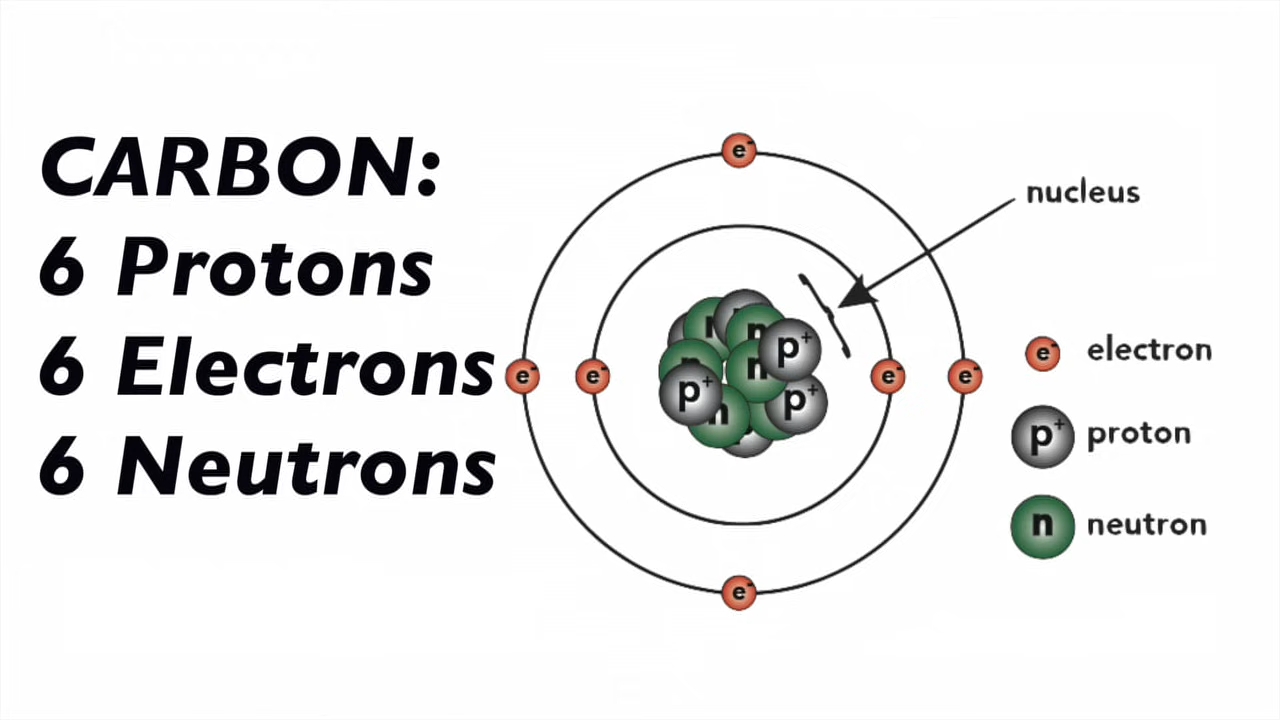 CARBON:
6 Protons
6 Electrons
6 Neutrons
nucleus
e⁻
e⁻
e⁻
e⁻
e⁻
e⁻
n
n
p⁺
n
n
p⁺
p⁺
n
e⁻ electron
p⁺ proton
n neutron